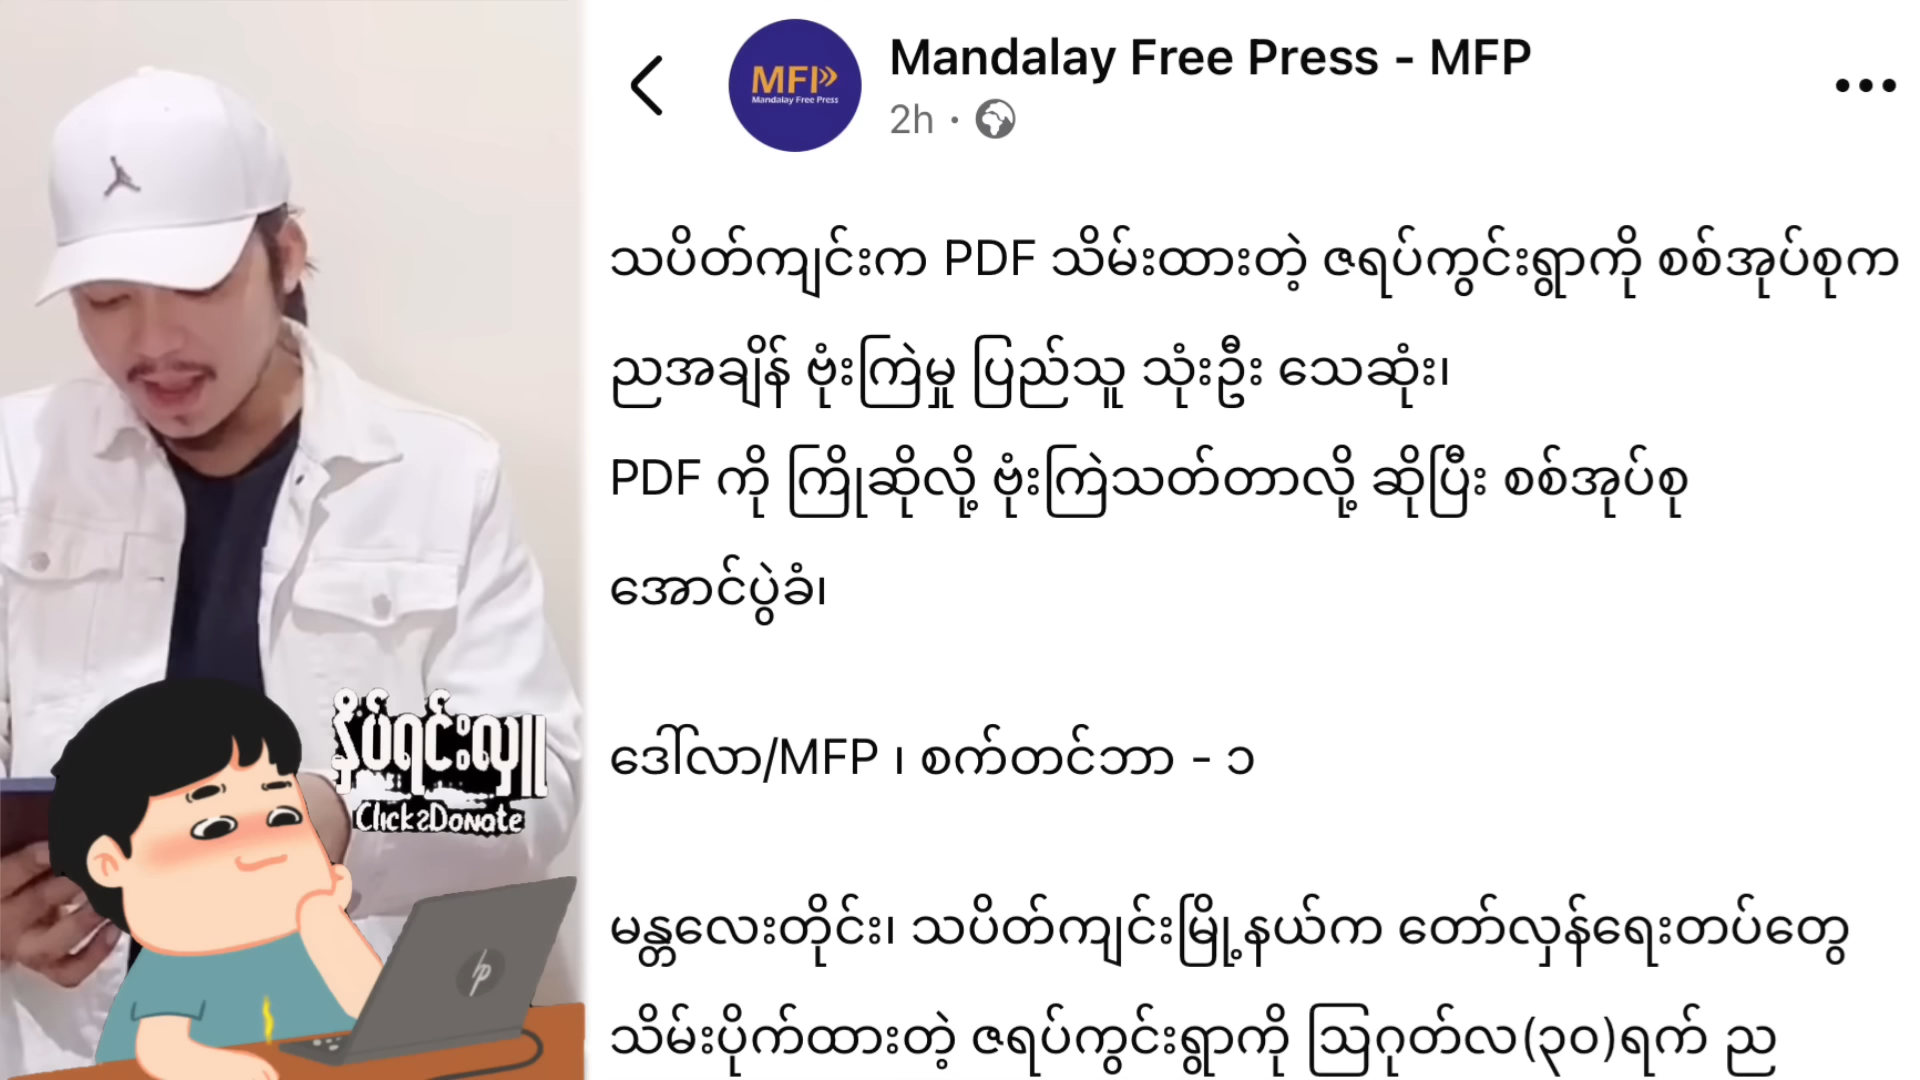 Mandalay Free Press - MFP
MFP
Mandalay Free Press
2h ·
သပိတ်ကျင်းက PDF သိမ်းထားတဲ့ ဇရပ်ကွင်းရွာကို စစ်အုပ်စုက
ညအချိန် ဗုံးကြဲမှု ပြည်သူ သုံးဦး သေဆုံး၊
PDF ကို ကြိုဆိုလို့ ဗုံးကြဲသတ်တာလို့ ဆိုပြီး စစ်အုပ်စု
အောင်ပွဲခံ၊
ဒေါ်လာ/MFP ၊ စက်တင်ဘာ - ၁
မန္တလေးတိုင်း၊ သပိတ်ကျင်းမြို့နယ်က တော်လှန်ရေးတပ်တွေ
သိမ်းပိုက်ထားတဲ့ ဇရပ်ကွင်းရွာကို ဩဂုတ်လ(၃၀)ရက် ည
နှိပ်ရင်းလှူ
Click2Donate
hp